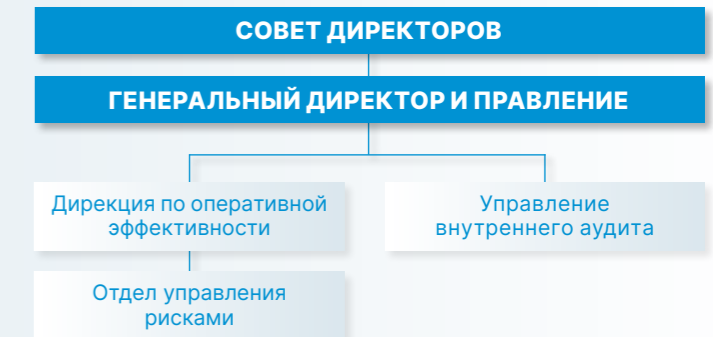 СОВЕТ ДИРЕКТОРОВ
ГЕНЕРАЛЬНЫЙ ДИРЕКТОР И ПРАВЛЕНИЕ
Дирекция по оперативной
эффективности
Управление
внутреннего аудита
Отдел управления
рисками